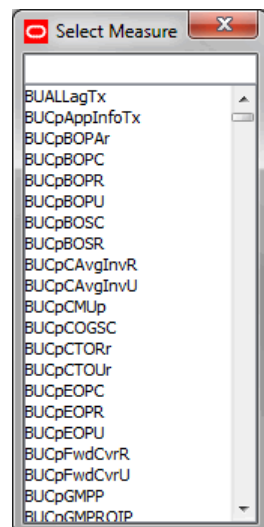 Select Measure
BUALLagTx
BUCpAppInfoTx
BUCpBOPAr
BUCpBOPC
BUCpBOPR
BUCpBOPU
BUCpBOSC
BUCpBOSR
BUCpCAvgInvR
BUCpCAvgInvU
BUCpCMUp
BUCpCOGSC
BUCpCTORr
BUCpCTOUr
BUCpEOPC
BUCpEOPR
BUCpEOPU
BUCpFwdCvrR
BUCpFwdCvrU
BUCpGMPP
BUCpGMPROIP